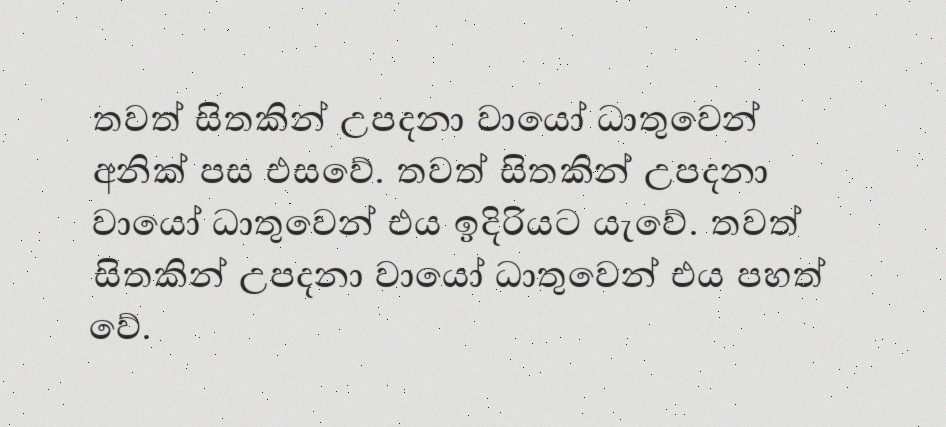 තවත් සිතකින් උපදනා වායෝ ධාතුවෙන්
අනික් පස එසවේ. තවත් සිතකින් උපදනා
වායෝ ධාතුවෙන් එය ඉදිරියට යැවේ. තවත්
සිතකින් උපදනා වායෝ ධාතුවෙන් එය පහත්
වේ.